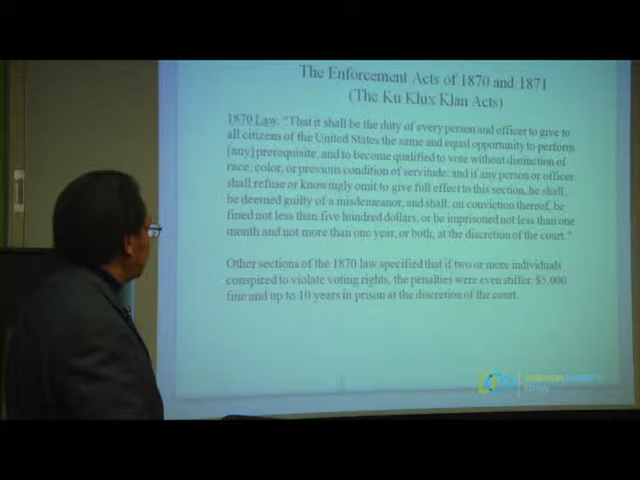 The Enforcement Acts of 1870 and 1871
(The Ku Klux Klan Acts)
1870 Law. "That it shall be the duty of every person and officer to give to
all citizens of the United States the same and equal opportunity to perform
[any] prerequisite, and to become qualified to vote without distinction of
race, color, or previous condition of servitude; and if any person or officer
shall refuse or knowingly omit to give full effect to this section, he shall..
be deemed guilty of a misdemeanor, and shall, on conviction thereof, be
fined not less than five hundred dollars, or be imprisoned not less than one
month and not more than one year, or both, at the discretion of the court."
Other sections of the 1870 law specified that if two or more individuals
conspired to violate voting rights, the penalties were even stiffer: $5,000
fine and up to 10 years in prison at the discretion of the court.